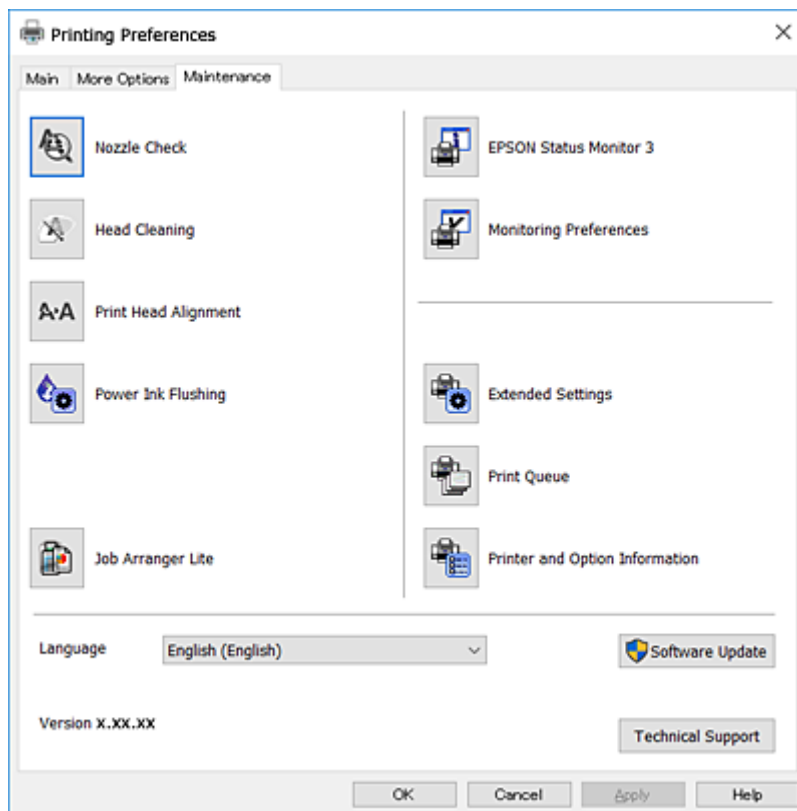 Printing Preferences
Main More Options Maintenance
Nozzle Check
Head Cleaning
A·A Print Head Alignment
Power Ink Flushing
Job Arranger Lite
EPSON Status Monitor 3
Monitoring Preferences
Extended Settings
Print Queue
Printer and Option Information
Language English (English) Software Update
Version X.XX.XX Technical Support
OK Cancel Apply Help